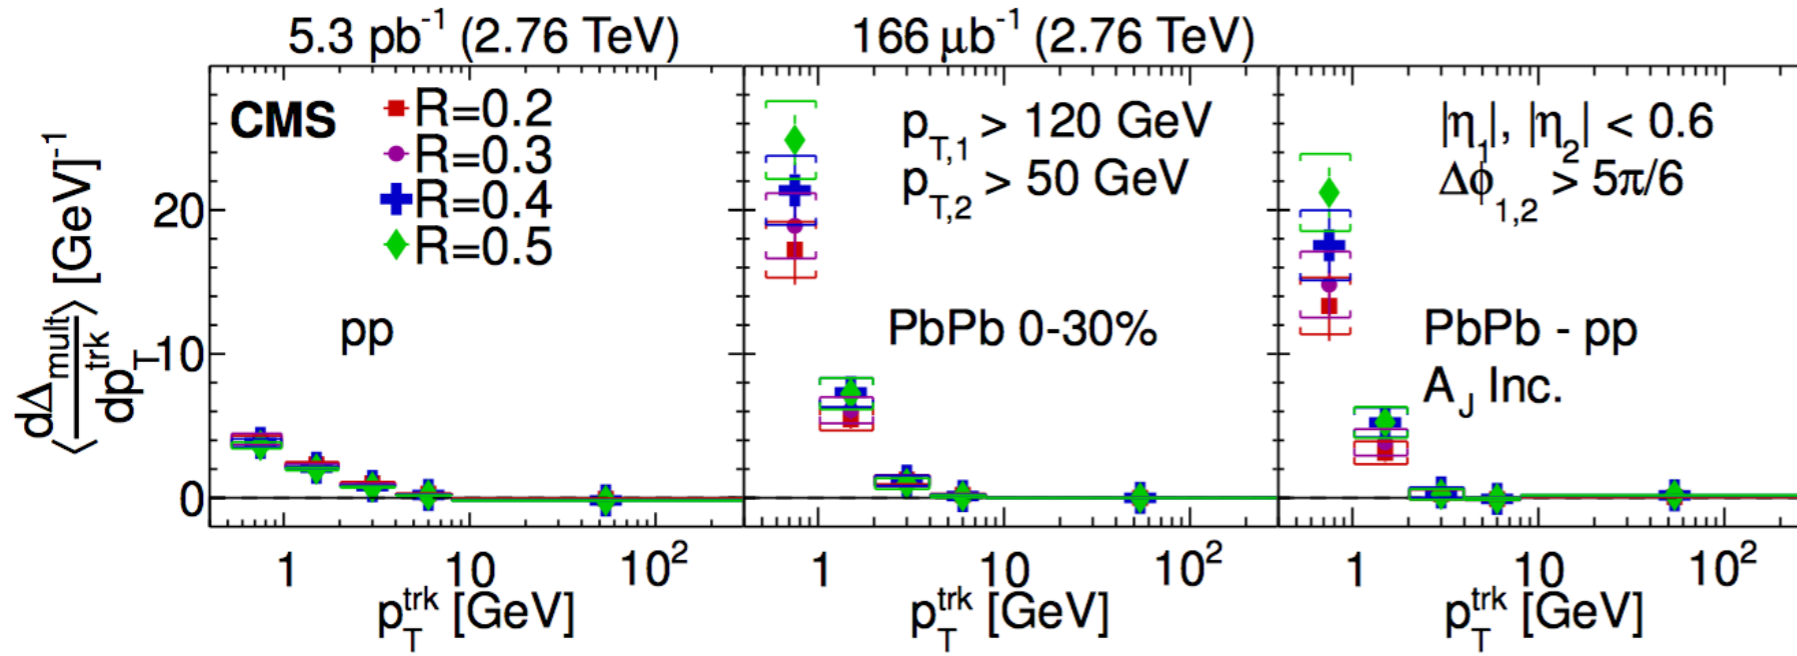 5.3 pb⁻¹ (2.76 TeV)
166 μb⁻¹ (2.76 TeV)
CMS
R=0.2
R=0.3
R=0.4
R=0.5
pp
p_T,1 > 120 GeV
p_T,2 > 50 GeV
PbPb 0-30%
|η₁|, |η₂| < 0.6
Δϕ₁,₂ > 5π/6
PbPb - pp
A_J Inc.
⟨dΔ_mult/dp_T^trk⟩ [GeV]⁻¹
20
10
0
1 10 10²
1 10 10²
1 10 10²
p_T^trk [GeV]
p_T^trk [GeV]
p_T^trk [GeV]